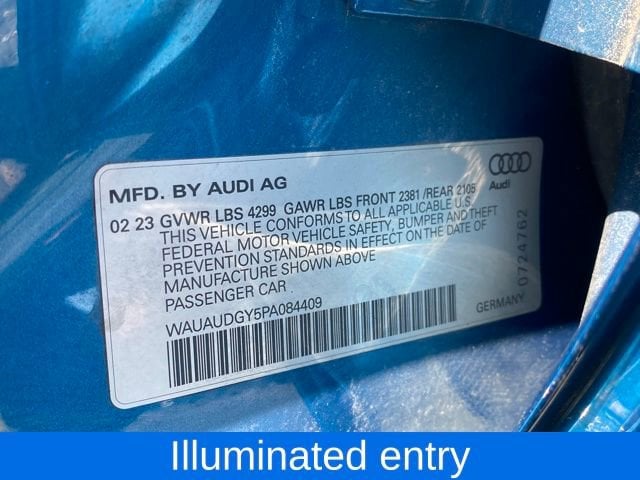 MFD. BY AUDI AG
Audi
02 23 GVWR LBS 4299 GAWR LBS FRONT 2381 /REAR 2105
THIS VEHICLE CONFORMS TO ALL APPLICABLE U.S.
FEDERAL MOTOR VEHICLE SAFETY, BUMPER AND THEFT
PREVENTION STANDARDS IN EFFECT ON THE DATE OF
MANUFACTURE SHOWN ABOVE
PASSENGER CAR
WAUAUDGY5PA084409
GERMANY
0724762
Illuminated entry